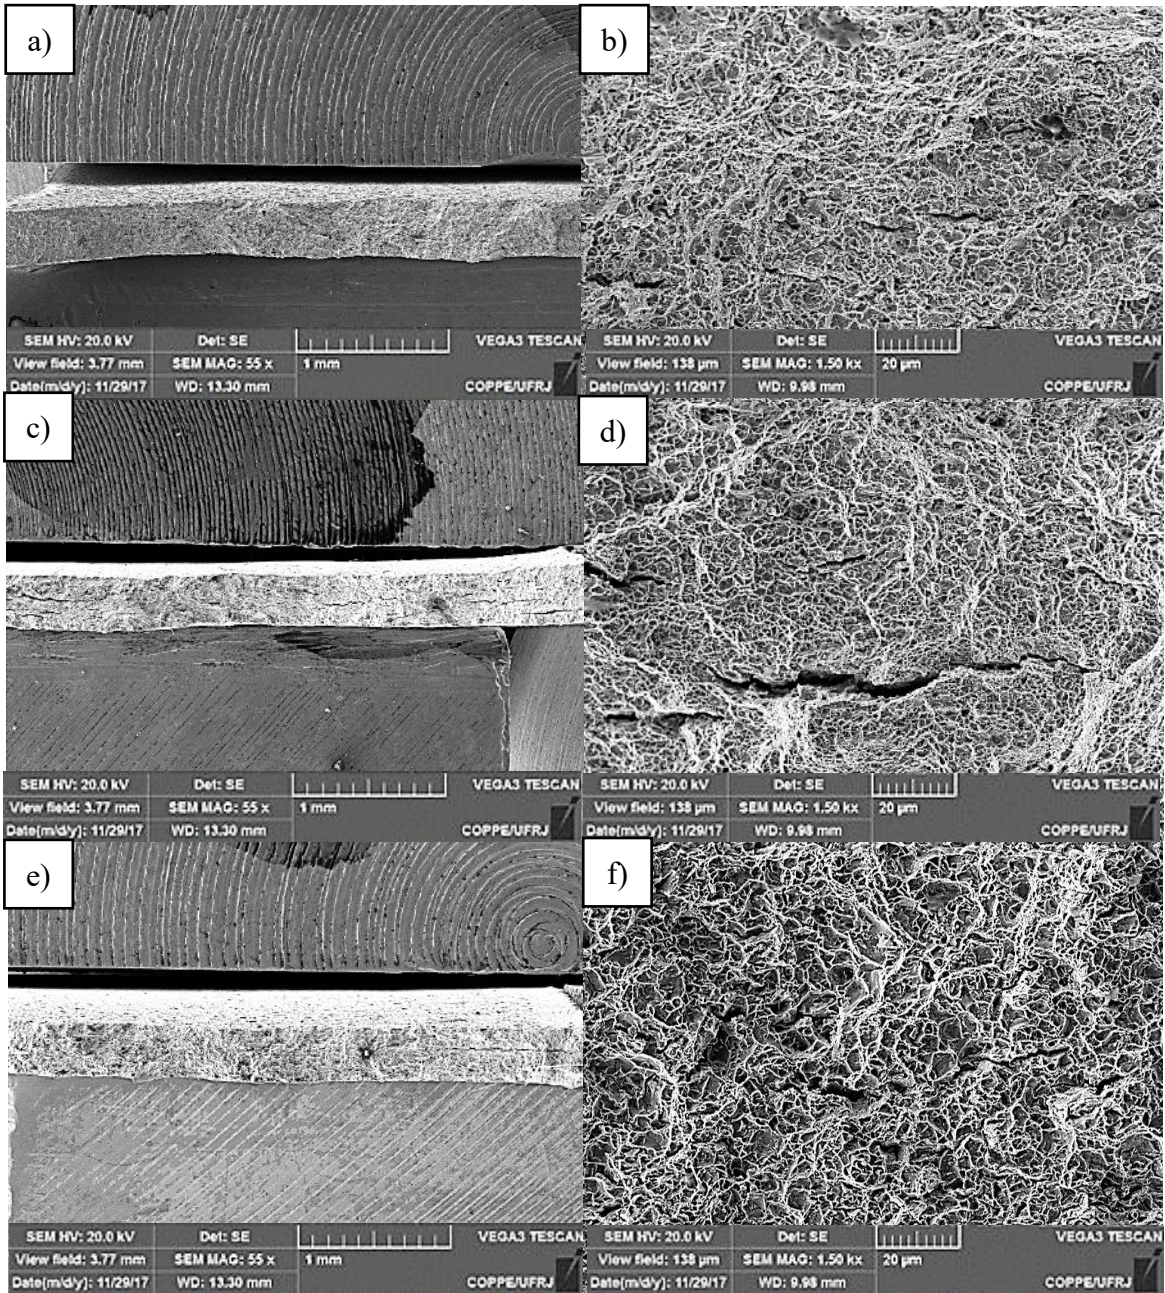 a)
SEM HV: 20.0 kV Det: SE VEGA3 TESCAN
View field: 3.77 mm SEM MAG: 55 x 1 mm
Date(m/d/y): 11/29/17 WD: 13.30 mm COPPE/UFRJ
b)
SEM HV: 20.0 kV Det: SE VEGA3 TESCAN
View field: 138 µm SEM MAG: 1.50 kx 20 µm
Date(m/d/y): 11/29/17 WD: 9.98 mm COPPE/UFRJ
c)
SEM HV: 20.0 kV Det: SE VEGA3 TESCAN
View field: 3.77 mm SEM MAG: 55 x 1 mm
Date(m/d/y): 11/29/17 WD: 13.30 mm COPPE/UFRJ
d)
SEM HV: 20.0 kV Det: SE VEGA3 TESCAN
View field: 138 µm SEM MAG: 1.50 kx 20 µm
Date(m/d/y): 11/29/17 WD: 9.98 mm COPPE/UFRJ
e)
SEM HV: 20.0 kV Det: SE VEGA3 TESCAN
View field: 3.77 mm SEM MAG: 55 x 1 mm
Date(m/d/y): 11/29/17 WD: 13.30 mm COPPE/UFRJ
f)
SEM HV: 20.0 kV Det: SE VEGA3 TESCAN
View field: 138 µm SEM MAG: 1.50 kx 20 µm
Date(m/d/y): 11/29/17 WD: 9.98 mm COPPE/UFRJ